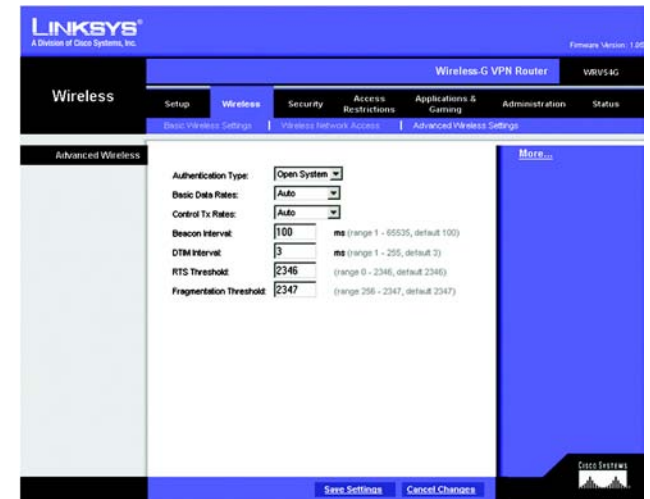 LINKSYS®
A Division of Cisco Systems, Inc.
Firmware Version: 1.05
Wireless-G VPN Router WRV54G
Wireless
Setup Wireless Security Access Restrictions Applications & Gaming Administration Status
Basic Wireless Settings | Wireless Network Access | Advanced Wireless Settings
Advanced Wireless
More...
Authentication Type: Open System
Basic Data Rates: Auto
Control Tx Rates: Auto
Beacon Interval: 100 ms (range 1 - 65535, default 100)
DTIM Interval: 3 ms (range 1 - 255, default 3)
RTS Threshold: 2346 (range 0 - 2346, default 2346)
Fragmentation Threshold: 2347 (range 256 - 2347, default 2347)
Save Settings Cancel Changes
Cisco Systems